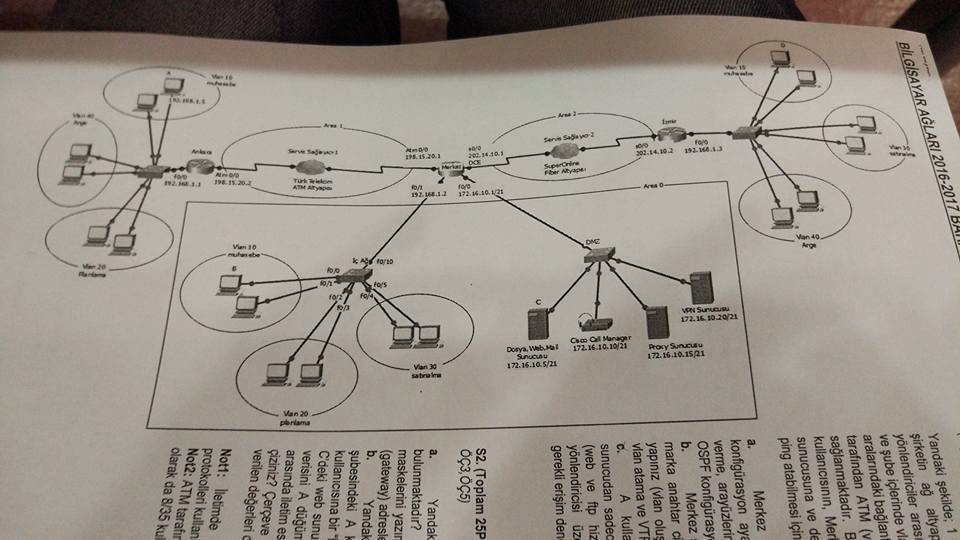 BİLGİSAYAR AĞLARI 2016-2017
A
Vlan 10
muhasebe
192.168.1.5
Vlan 40
Arge
Vlan 20
Planlama
Ankara
f0/0
192.168.1.1
Atm 0/0
198.15.20.2
Area 1
Servis Sağlayıcı-1
Türk Telekom
ATM Altyapısı
Atm 0/0
198.15.20.1
Merkez
s0/0
202.14.10.1
DCE
f0/1
192.168.1.2
f0/0
172.16.10.1/21
Area 2
Servis Sağlayıcı-2
SuperOnline
Fiber Altyapısı
İzmir
s0/0
202.14.10.2
f0/0
192.168.1.3
D
Vlan 10
muhasebe
Vlan 30
satınalma
Vlan 40
Arge
Area 0
Vlan 10
muhasebe
B
İç Ağ
f0/10
f0/0
f0/1
f0/2
f0/3
f0/4
f0/5
Vlan 20
planlama
Vlan 30
satınalma
DMZ
C
Dosya,Web,Mail
Sunucusu
172.16.10.5/21
Cisco Call Manager
172.16.10.10/21
Proxy Sunucusu
172.16.10.15/21
VPN Sunucusu
172.16.10.20/21
Yandaki şekilde; 1
şirketin ağ altyap
yönlendiriciler arası
ve şube içlerinde vla
aralarındaki bağlant
tarafından ATM (v
sağlanmaktadır. B
kullanıcısının, Merk
sunucusuna ve de
ping atabilmesi için
a. Merkez
konfigürasyon aya
verme, arayüzlerin
OSPF konfigürasy
b. Merkez
marka anahtar ci
yapınız (vlan oluş
vlan atama ve VTP
c. A kulla
sunucudan sadec
(web ve ftp hiz
yönlendiricisi üze
gerekli erişim den
S2 (Toplam 25P
ÖÇ3,ÖÇ5)
a. Yandak
bulunmaktadır?
maskelerini yazın
(gateway) adresle
b. Yandak
şubesindeki A k
kullanıcısına bir
C'deki web sunu
verisini A düğüm
arasında iletim es
çiziniz? Çerçeve
verilen değerleri d
Not1: İletimde
protokolleri kullan
Not2: ATM tarafın
olarak da 8/35 kul